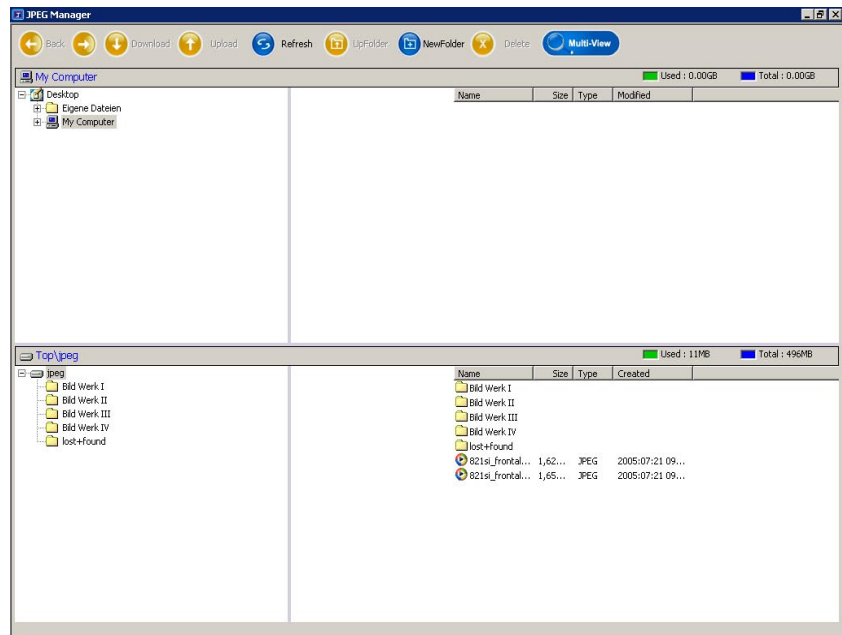 JPEG Manager
Back Download Upload Refresh UpFolder NewFolder Delete Multi-View
My Computer Used : 0.00GB Total : 0.00GB
Desktop
Eigene Dateien
My Computer
Name Size Type Modified
Top\jpeg Used : 11MB Total : 496MB
jpeg
Bild Werk I
Bild Werk II
Bild Werk III
Bild Werk IV
lost+found
Name Size Type Created
Bild Werk I
Bild Werk II
Bild Werk III
Bild Werk IV
lost+found
821si_frontal... 1,62... JPEG 2005:07:21 09...
821si_frontal... 1,65... JPEG 2005:07:21 09...